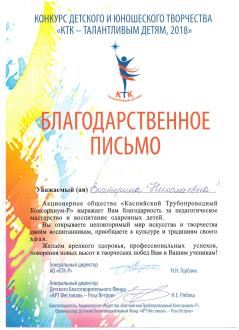 КОНКУРС ДЕТСКОГО И ЮНОШЕСКОГО ТВОРЧЕСТВА
«КТК – ТАЛАНТЛИВЫМ ДЕТЯМ, 2018»
КТК
БЛАГОДАРСТВЕННОЕ
ПИСЬМО
Уважаемый (ая) Екатерина Николаевна!
Акционерное общество «Каспийский Трубопроводный
Консорциум-Р» выражает Вам благодарность за педагогическое
мастерство и воспитание одаренных детей.
Вы открываете неповторимый мир искусства и творчества
своим воспитанникам, приобщаете к культуре и традициям своего
края.
Желаем крепкого здоровья, профессиональных успехов,
покорения новых высот и творческих побед Вам и Вашим ученикам!
Генеральный директор
АО «КТК-Р»
Н.Н. Горбань
Генеральный директор
Детского Благотворительного Фонда
«АРТ Фестиваль – Роза Ветров»
Благотворитель: Акционерное общество «Каспийский Трубопроводный Консорциум-Р»
Организатор: Детский Благотворительный Фонд «АРТ Фестиваль – Роза Ветров»